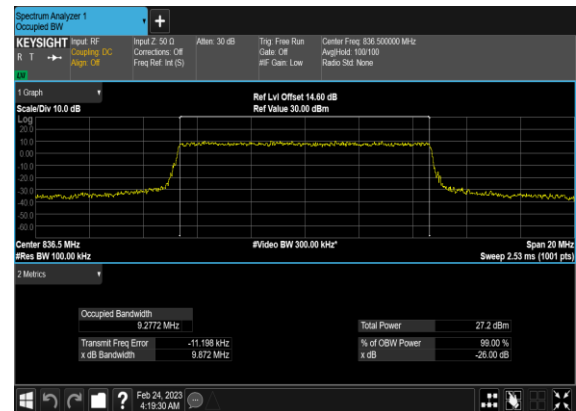 Spectrum Analyzer 1
Occupied BW
+
KEYSIGHT Input: RF Input Z: 50 Ω Atten: 30 dB Trig: Free Run Center Freq: 836.500000 MHz
R T Coupling: DC Corrections: Off Gate: Off Avg|Hold: 100/100
Align: Off Freq Ref: Int (S) #IF Gain: Low Radio Std: None
1 Graph Ref Lvl Offset 14.60 dB
Scale/Div 10.0 dB Ref Value 30.00 dBm
Log
20.0
10.0
0.00
-10.0
-20.0
-30.0
-40.0
-50.0
-60.0
Center 836.5 MHz #Video BW 300.00 kHz* Span 20 MHz
#Res BW 100.00 kHz Sweep 2.53 ms (1001 pts)
2 Metrics
Occupied Bandwidth
9.2772 MHz Total Power 27.2 dBm
Transmit Freq Error -11.198 kHz % of OBW Power 99.00 %
x dB Bandwidth 9.872 MHz x dB -26.00 dB
? Feb 24, 2023
4:19:30 AM